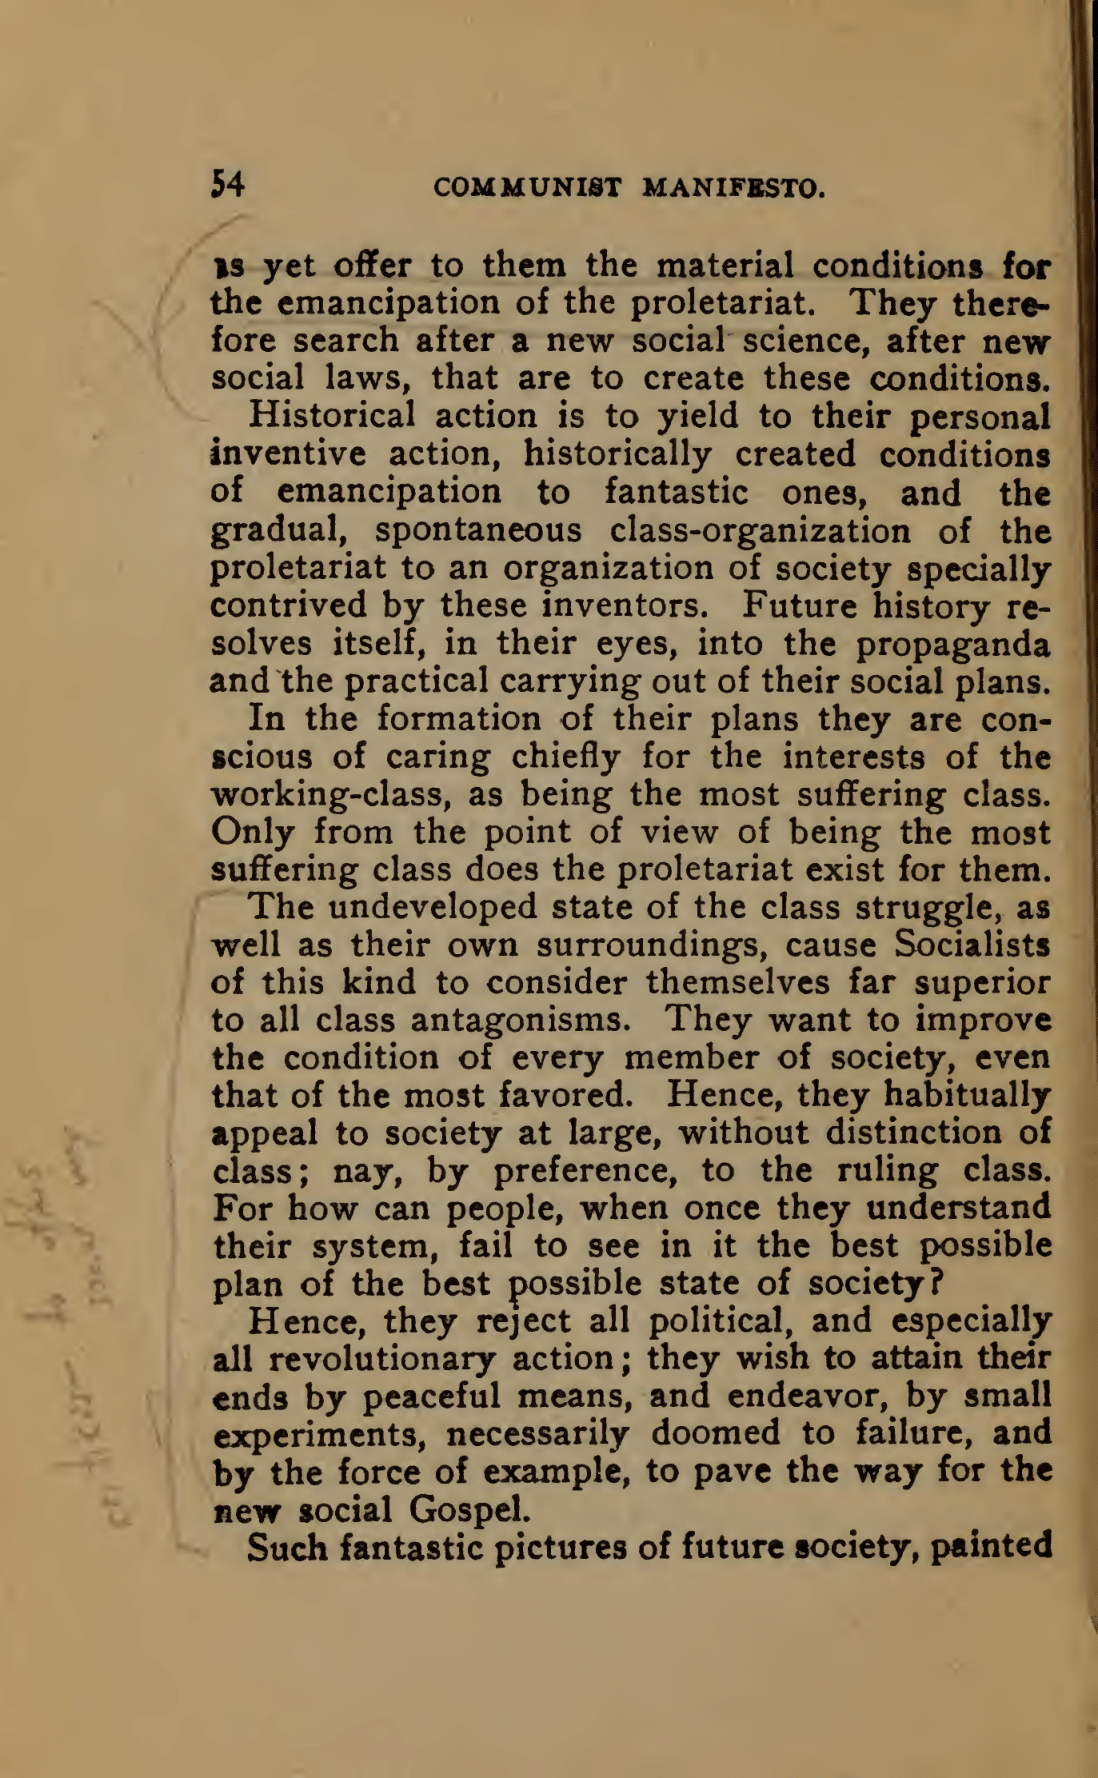 54 COMMUNIST MANIFESTO.
as yet offer to them the material conditions for
the emancipation of the proletariat. They there-
fore search after a new social science, after new
social laws, that are to create these conditions.
Historical action is to yield to their personal
inventive action, historically created conditions
of emancipation to fantastic ones, and the
gradual, spontaneous class-organization of the
proletariat to an organization of society specially
contrived by these inventors. Future history re-
solves itself, in their eyes, into the propaganda
and the practical carrying out of their social plans.
In the formation of their plans they are con-
scious of caring chiefly for the interests of the
working-class, as being the most suffering class.
Only from the point of view of being the most
suffering class does the proletariat exist for them.
The undeveloped state of the class struggle, as
well as their own surroundings, cause Socialists
of this kind to consider themselves far superior
to all class antagonisms. They want to improve
the condition of every member of society, even
that of the most favored. Hence, they habitually
appeal to society at large, without distinction of
class; nay, by preference, to the ruling class.
For how can people, when once they understand
their system, fail to see in it the best possible
plan of the best possible state of society?
Hence, they reject all political, and especially
all revolutionary action; they wish to attain their
ends by peaceful means, and endeavor, by small
experiments, necessarily doomed to failure, and
by the force of example, to pave the way for the
new social Gospel.
Such fantastic pictures of future society, painted